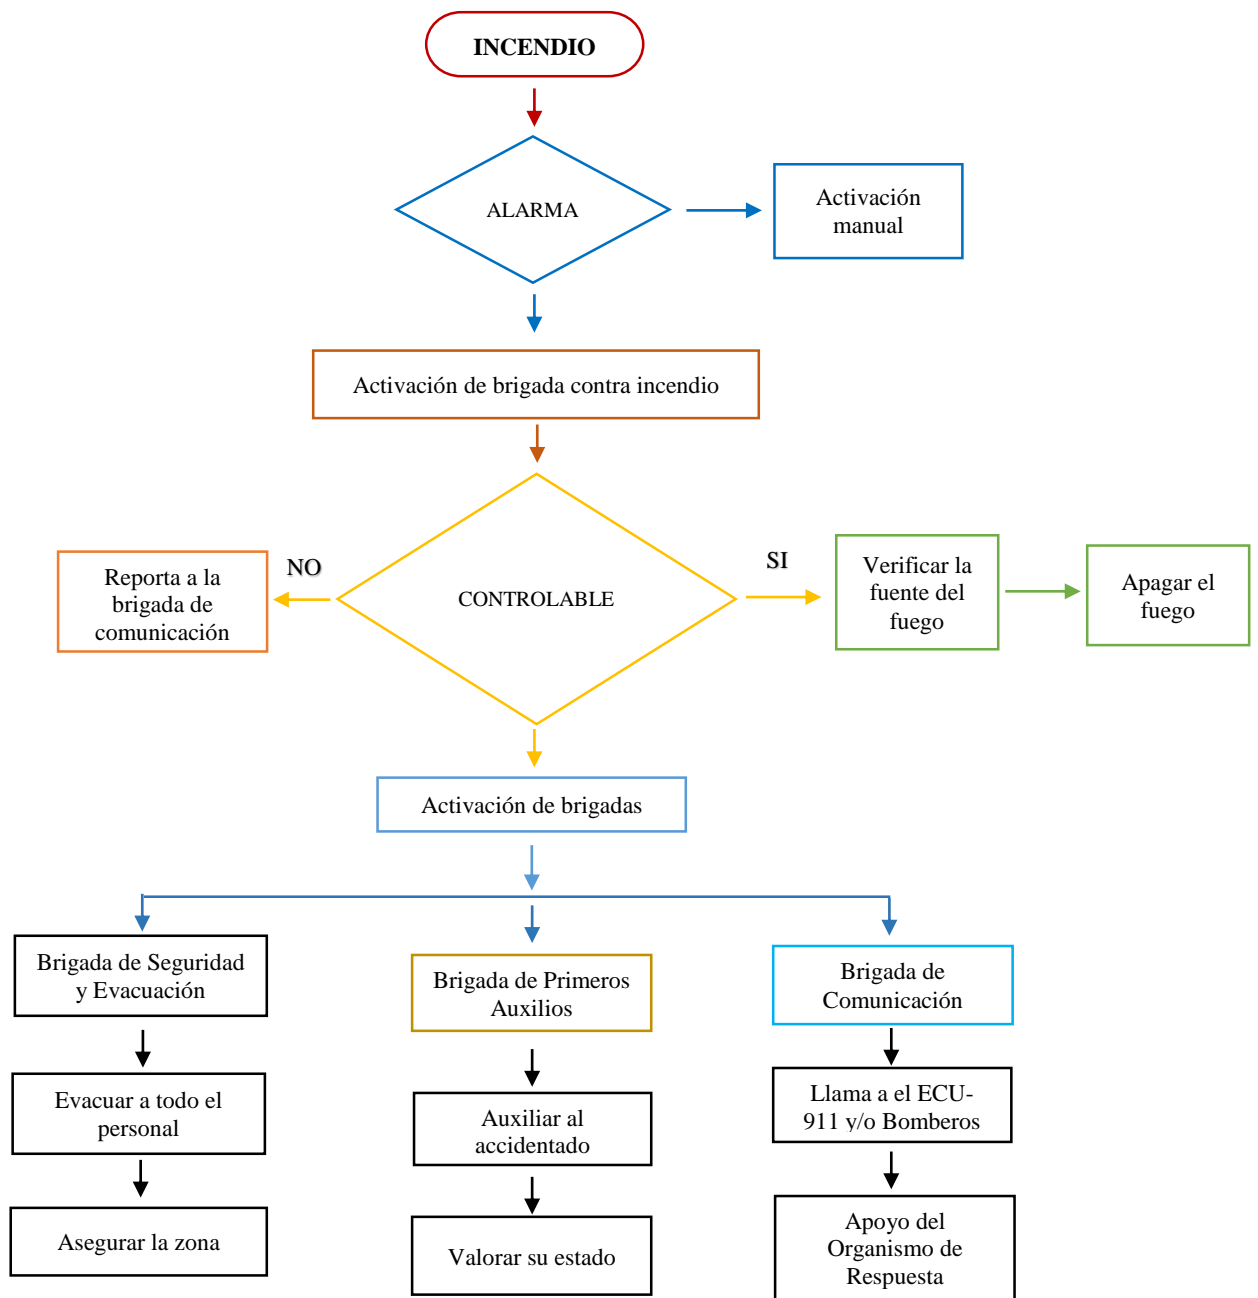 INCENDIO
ALARMA
Activación
manual
Activación de brigada contra incendio
NO
SI
Reporta a la
brigada de
comunicación
CONTROLABLE
Verificar la
fuente del
fuego
Apagar el
fuego
Activación de brigadas
Brigada de Seguridad
y Evacuación
Brigada de Primeros
Auxilios
Brigada de
Comunicación
Evacuar a todo el
personal
Auxiliar al
accidentado
Llama a el ECU-
911 y/o Bomberos
Asegurar la zona
Valorar su estado
Apoyo del
Organismo de
Respuesta